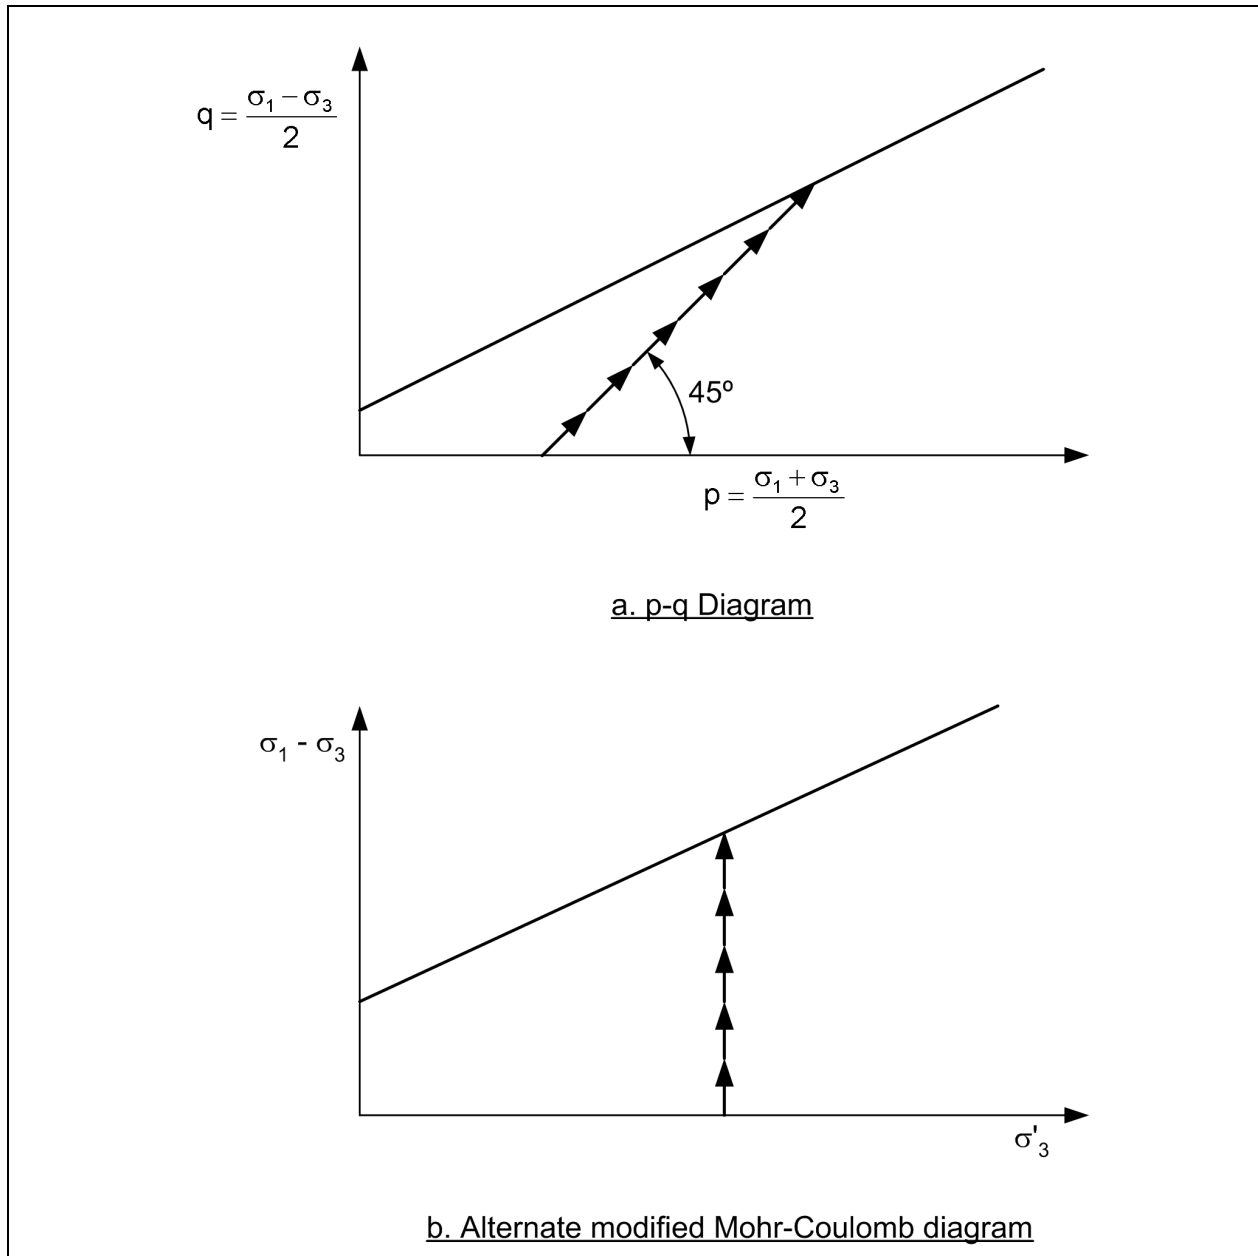 q = (σ₁ − σ₃) / 2
45º
p = (σ₁ + σ₃) / 2
a. p-q Diagram
σ₁ - σ₃
σ'₃
b. Alternate modified Mohr-Coulomb diagram